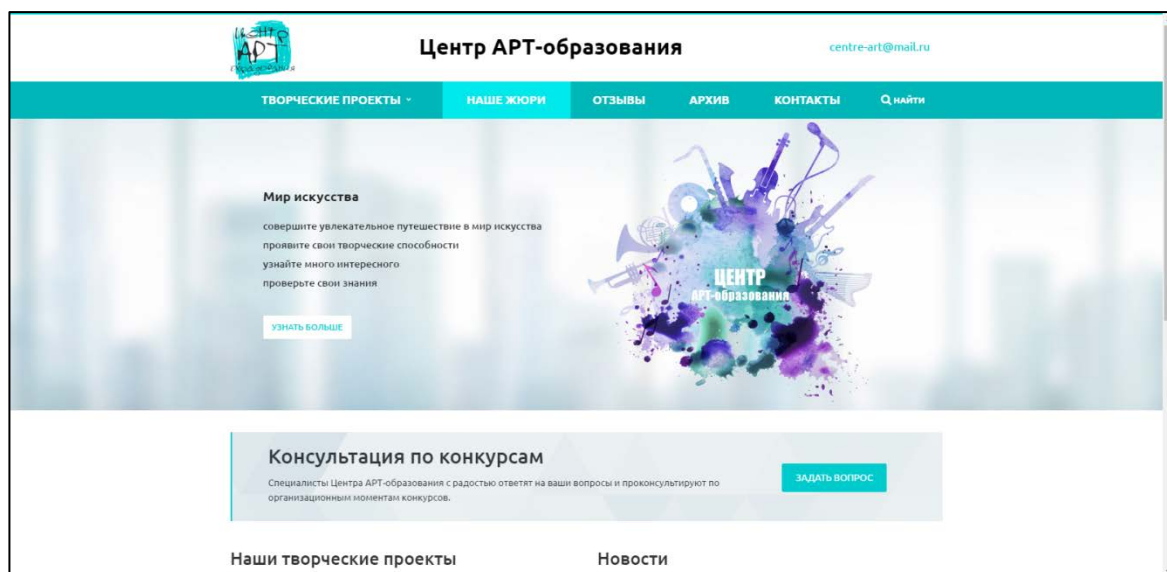 ЦЕНТР
АРТ
образования
Центр АРТ-образования
centre-art@mail.ru
ТВОРЧЕСКИЕ ПРОЕКТЫ
НАШЕ ЖЮРИ
ОТЗЫВЫ
АРХИВ
КОНТАКТЫ
НАЙТИ
Мир искусства
совершите увлекательное путешествие в мир искусства
проявите свои творческие способности
узнайте много интересного
проверьте свои знания
УЗНАТЬ БОЛЬШЕ
ЦЕНТР
АРТ-образования
Консультация по конкурсам
Специалисты Центра АРТ-образования с радостью ответят на ваши вопросы и проконсультируют по
организационным моментам конкурсов.
ЗАДАТЬ ВОПРОС
Наши творческие проекты
Новости